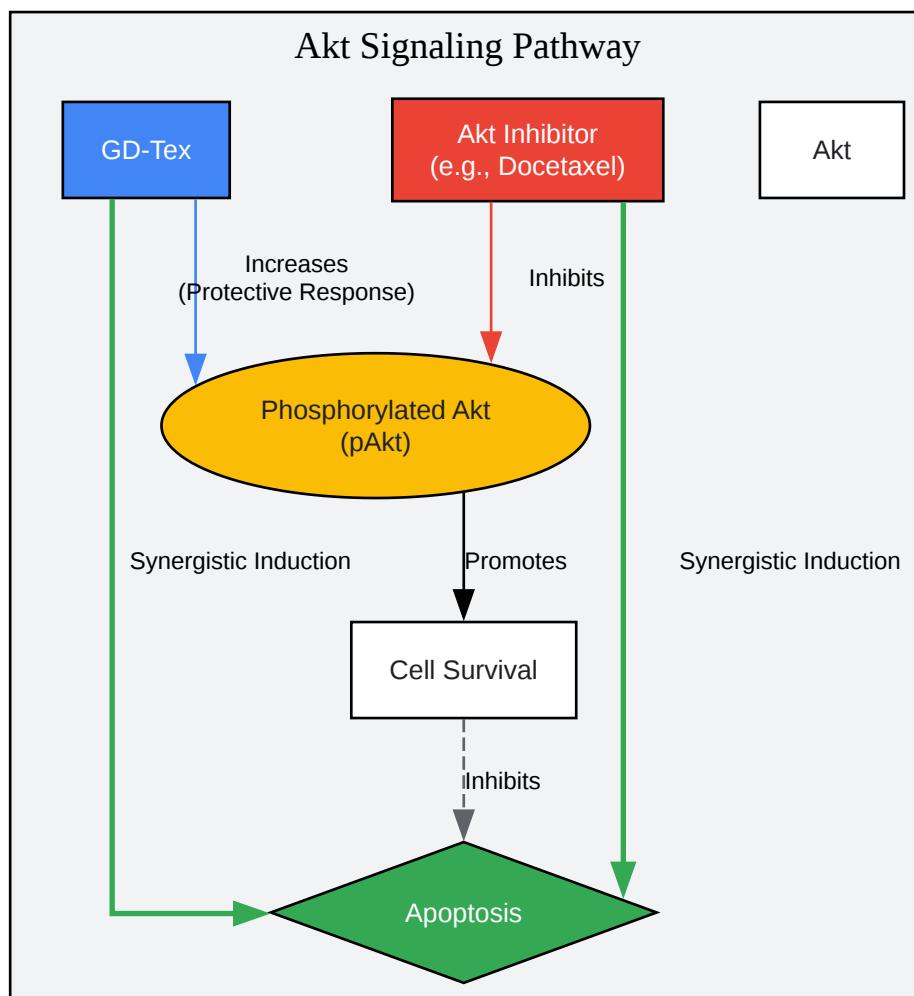 Akt Signaling Pathway
GD-Tex
Akt Inhibitor
(e.g., Docetaxel)
Akt
Increases
(Protective Response)
Inhibits
Phosphorylated Akt
(pAkt)
Synergistic Induction
Promotes
Synergistic Induction
Cell Survival
Inhibits
Apoptosis